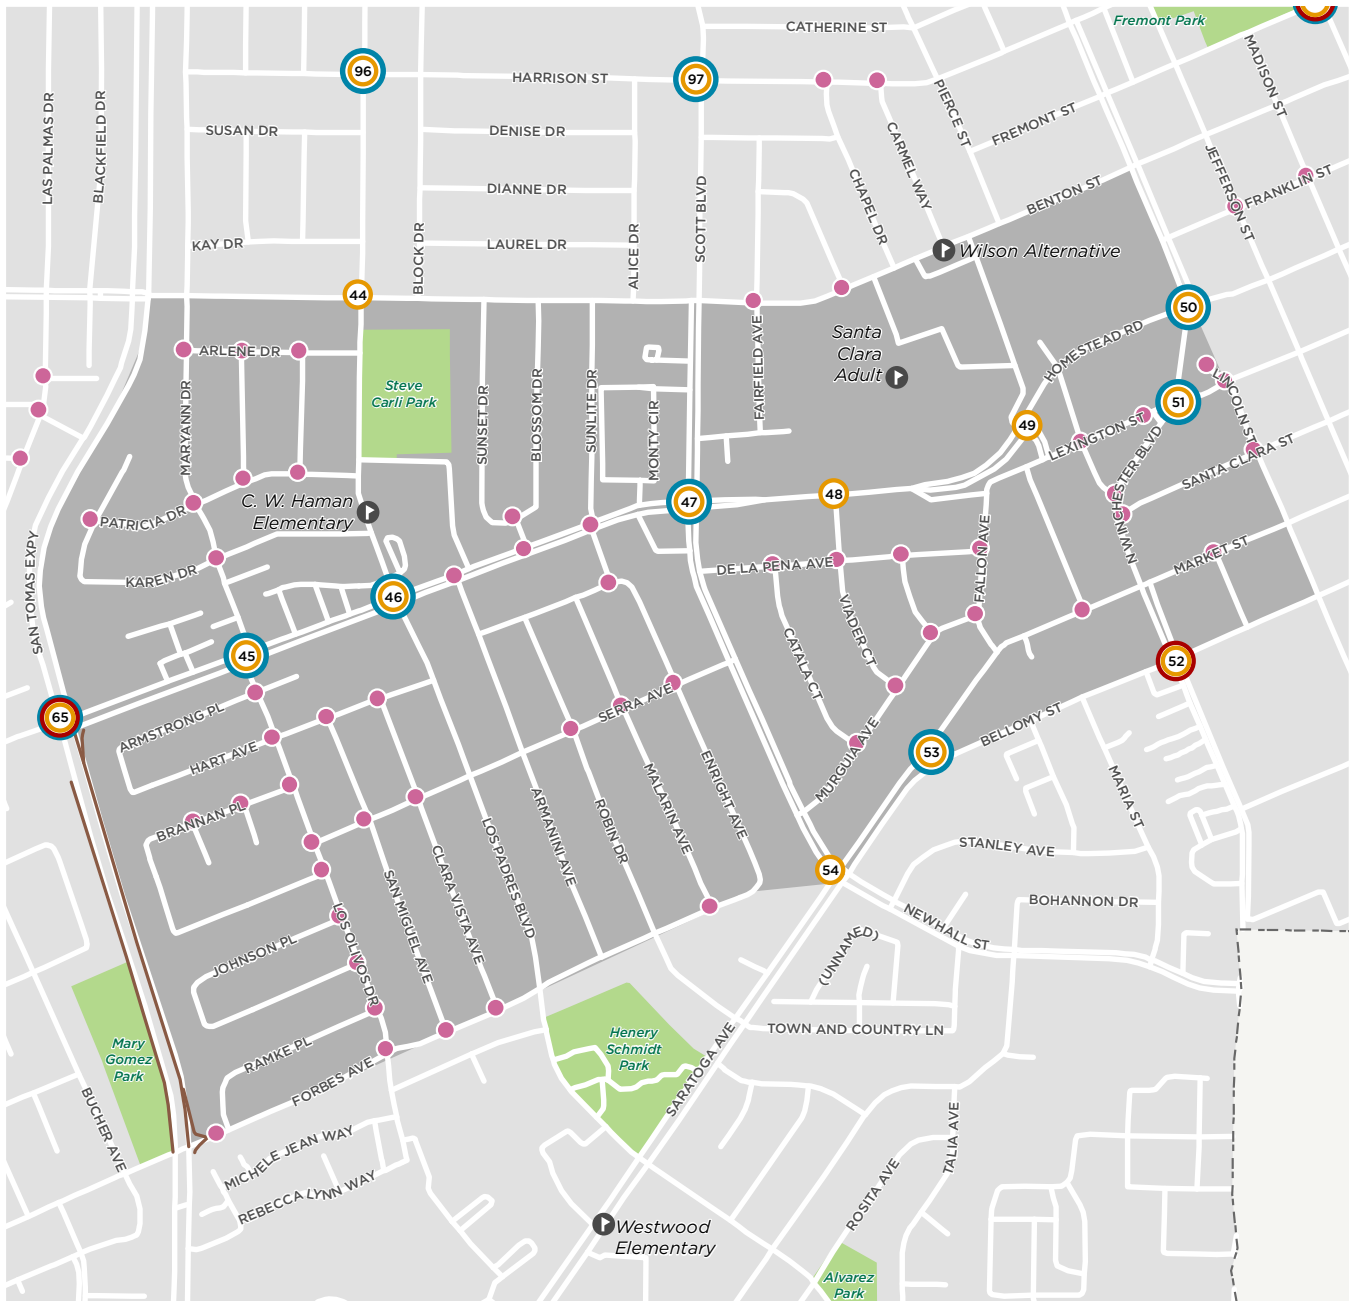 Fremont Park
CATHERINE ST
MADISON ST
96
97
HARRISON ST
LAS PALMAS DR
BLACKFIELD DR
PIERCE ST
FREMONT ST
SUSAN DR
DENISE DR
CARMEL WAY
JEFFERSON ST
FRANKLIN ST
DIANNE DR
CHAPEL DR
SCOTT BLVD
BENTON ST
KAY DR
BLOCK DR
LAUREL DR
ALICE DR
Wilson Alternative
44
50
Santa
Clara
Adult
FAIRFIELD AVE
HOMESTEAD RD
ARLENE DR
MARYANN DR
Steve
Carli Park
SUNSET DR
BLOSSOM DR
SUNLITE DR
MONTY CIR
51
LINCOLN ST
49
LEXINGTON ST
SANTA CLARA ST
N WINCHESTER BLVD
C. W. Haman
Elementary
47
48
PATRICIA DR
KAREN DR
SAN TOMAS EXPY
DE LA PENA AVE
FALLON AVE
MARKET ST
46
VIADER CT
CATALA CT
45
52
65
ARMSTRONG PL
HART AVE
SERRA AVE
MURGUIA AVE
53
BELLOMY ST
BRANNAN PL
ENRIGHT AVE
MALARIN AVE
ROBIN DR
ARMANINI AVE
LOS PADRES BLVD
CLARA VISTA AVE
SAN MIGUEL AVE
LOS OLIVOS DR
MARIA ST
STANLEY AVE
54
BOHANNON DR
NEWHALL ST
(UNNAMED)
JOHNSON PL
RAMKE PL
FORBES AVE
Henery
Schmidt
Park
SARATOGA AVE
TOWN AND COUNTRY LN
Mary
Gomez
Park
BUCHER AVE
MICHELE JEAN WAY
REBECCA LYNN WAY
TALIA AVE
ROSITA AVE
Westwood
Elementary
Alvarez
Park